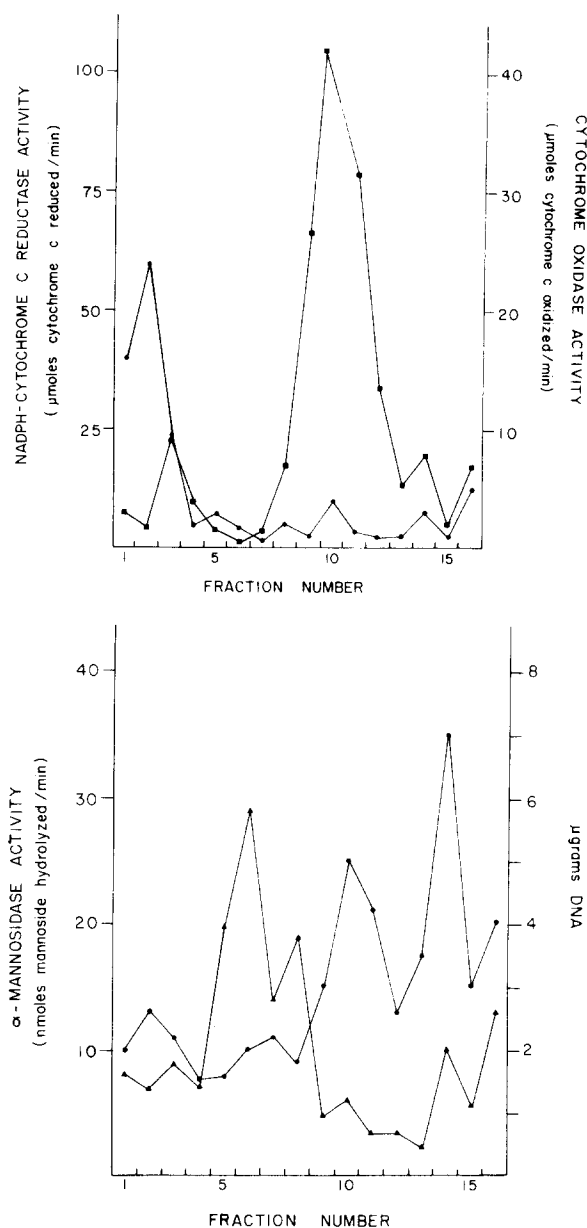 NADPH-CYTOCHROME C REDUCTASE ACTIVITY
(μmoles cytochrome c reduced/min)
100
75
50
25
40
30
20
10
CYTOCHROME OXIDASE ACTIVITY
(μmoles cytochrome c oxidized/min)
1 5 10 15
FRACTION NUMBER
α-MANNOSIDASE ACTIVITY
(nmoles mannoside hydrolyzed/min)
40
30
20
10
8
6
4
2
μgrams DNA
1 5 10 15
FRACTION NUMBER